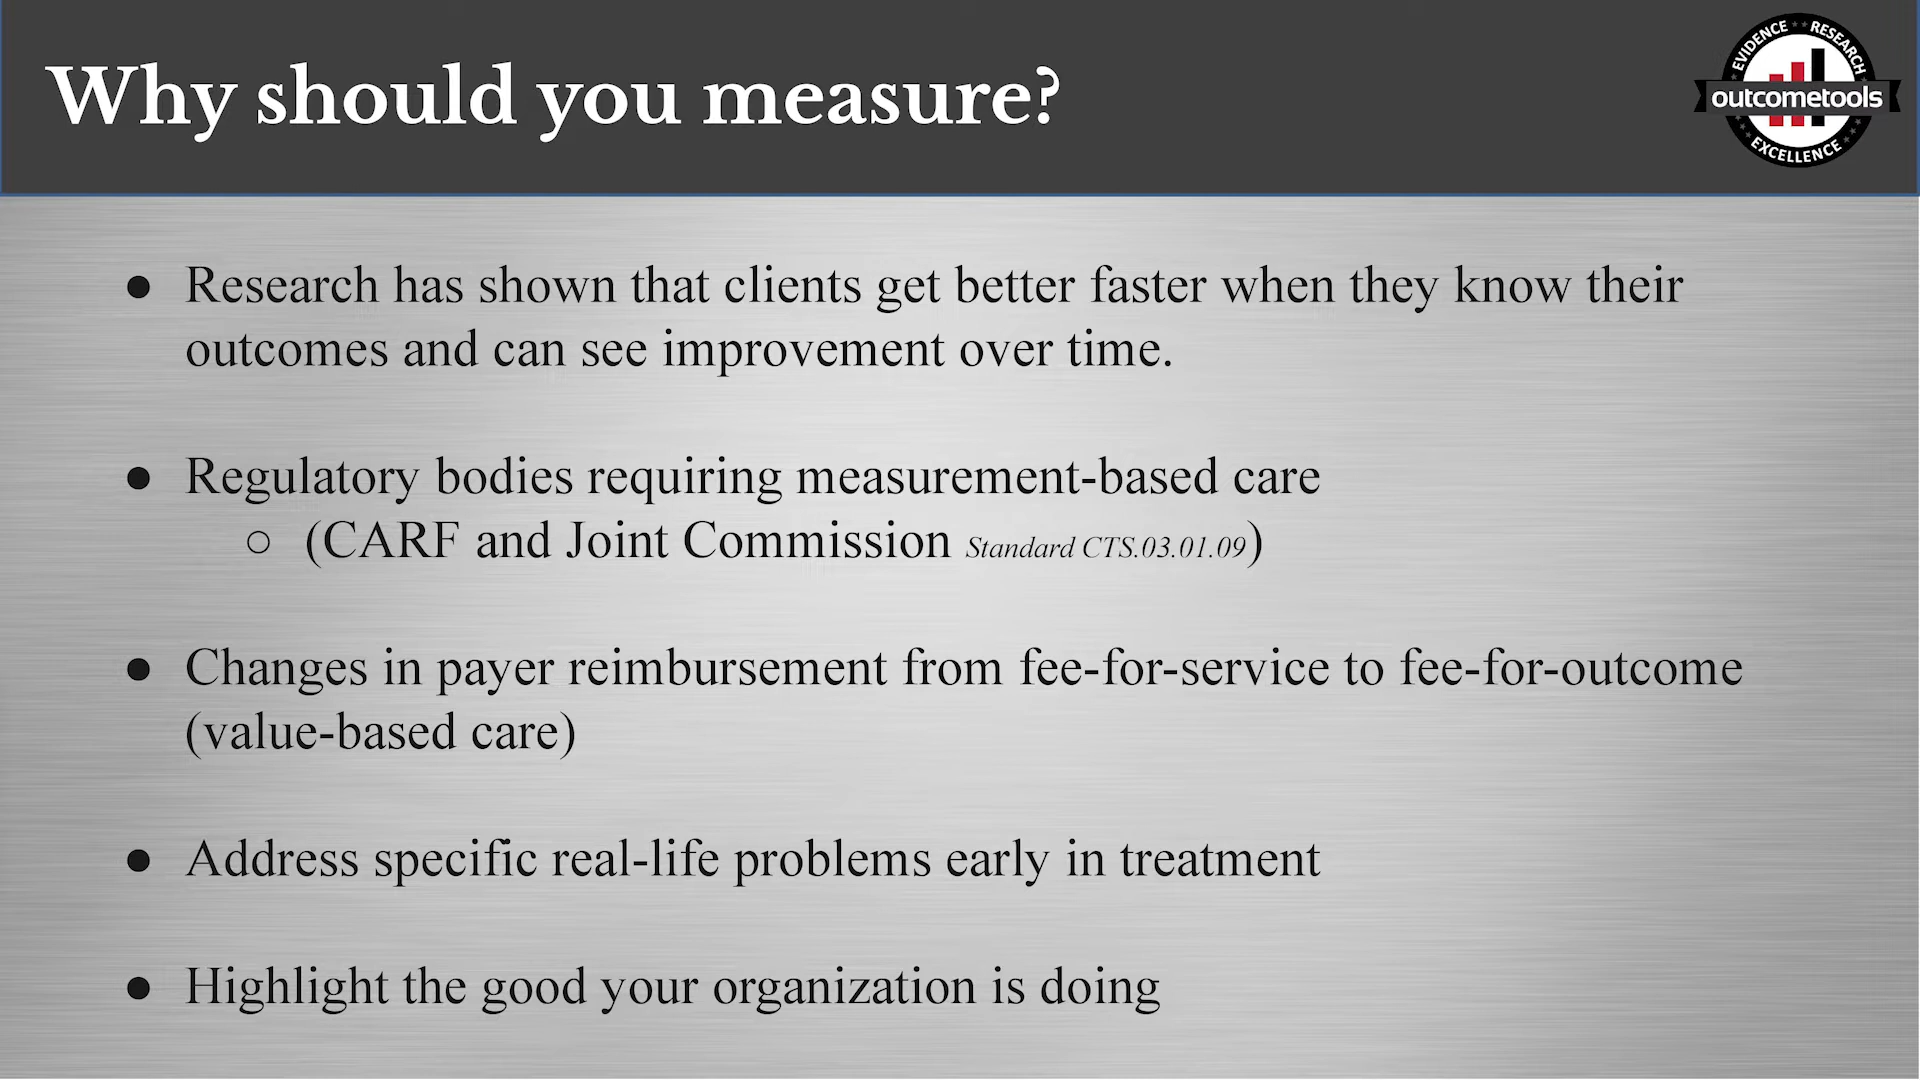 Why should you measure?
EVIDENCE ★★ RESEARCH
outcometools
EXCELLENCE
● Research has shown that clients get better faster when they know their
outcomes and can see improvement over time.
● Regulatory bodies requiring measurement-based care
○ (CARF and Joint Commission Standard CTS.03.01.09)
● Changes in payer reimbursement from fee-for-service to fee-for-outcome
(value-based care)
● Address specific real-life problems early in treatment
● Highlight the good your organization is doing